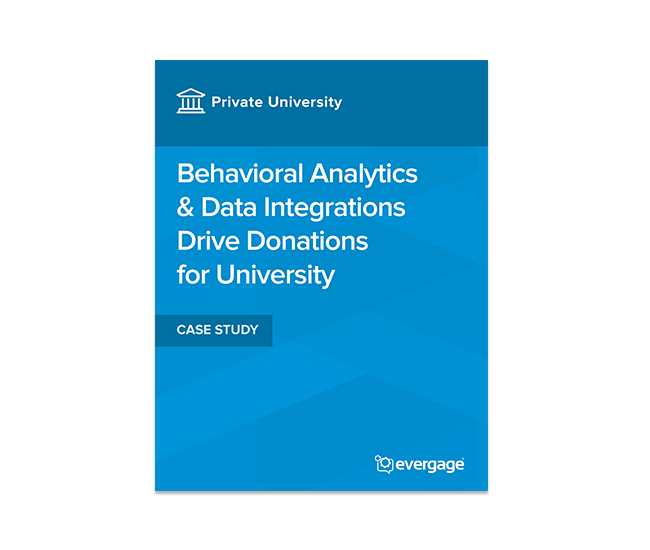 Private University
Behavioral Analytics
& Data Integrations
Drive Donations
for University
CASE STUDY
evergage